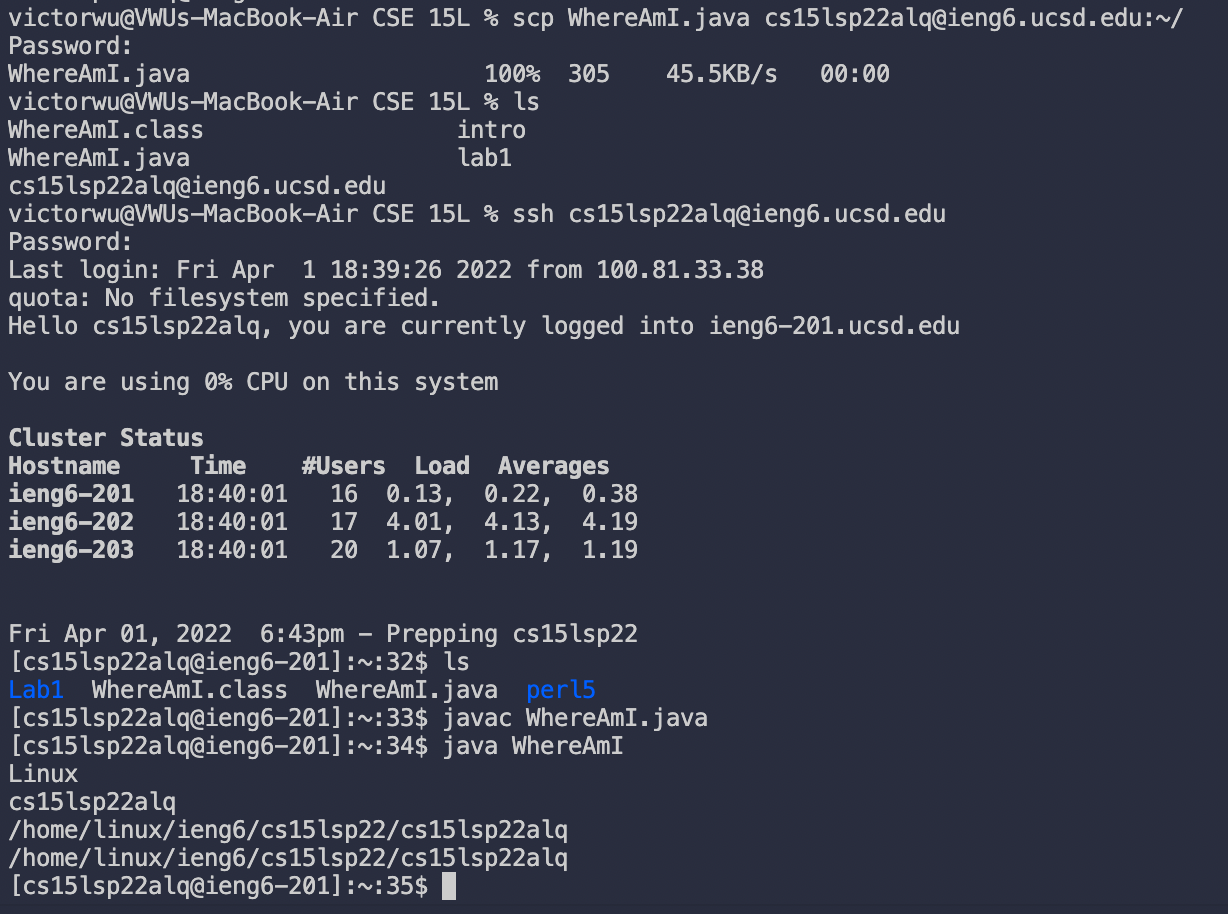 victorwu@VWUs-MacBook-Air CSE 15L % scp WhereAmI.java cs15lsp22alq@ieng6.ucsd.edu:~/
Password:
WhereAmI.java                     100%  305    45.5KB/s   00:00
victorwu@VWUs-MacBook-Air CSE 15L % ls
WhereAmI.class                  intro
WhereAmI.java                   lab1
cs15lsp22alq@ieng6.ucsd.edu
victorwu@VWUs-MacBook-Air CSE 15L % ssh cs15lsp22alq@ieng6.ucsd.edu
Password:
Last login: Fri Apr  1 18:39:26 2022 from 100.81.33.38
quota: No filesystem specified.
Hello cs15lsp22alq, you are currently logged into ieng6-201.ucsd.edu

You are using 0% CPU on this system

Cluster Status
Hostname     Time    #Users  Load  Averages
ieng6-201   18:40:01   16  0.13,  0.22,  0.38
ieng6-202   18:40:01   17  4.01,  4.13,  4.19
ieng6-203   18:40:01   20  1.07,  1.17,  1.19


Fri Apr 01, 2022  6:43pm - Prepping cs15lsp22
[cs15lsp22alq@ieng6-201]:~:32$ ls
Lab1  WhereAmI.class  WhereAmI.java  perl5
[cs15lsp22alq@ieng6-201]:~:33$ javac WhereAmI.java
[cs15lsp22alq@ieng6-201]:~:34$ java WhereAmI
Linux
cs15lsp22alq
/home/linux/ieng6/cs15lsp22/cs15lsp22alq
/home/linux/ieng6/cs15lsp22/cs15lsp22alq
[cs15lsp22alq@ieng6-201]:~:35$